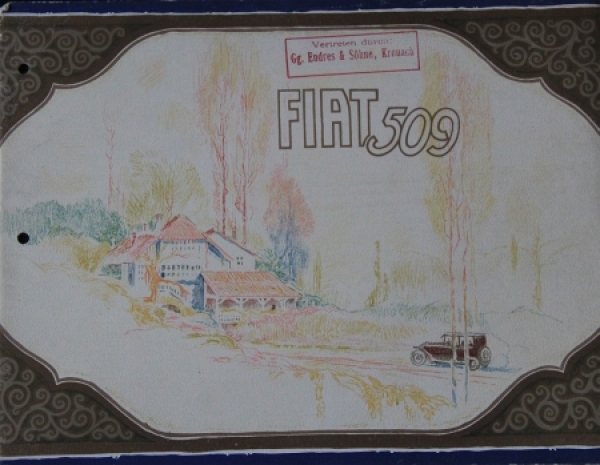 Vertreten durch:
Gg. Endres & Söhne, Kronach
FIAT 509